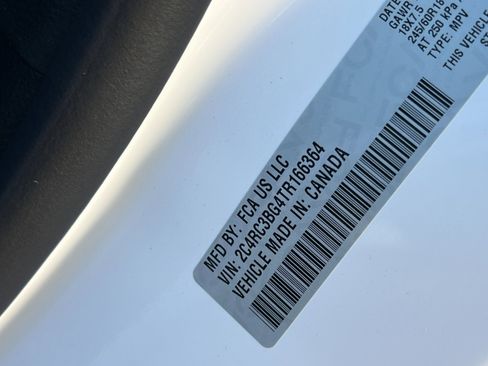 MFD BY: FCA US LLC
VIN: 2C4RC3BG4TR166364
VEHICLE MADE IN: CANADA
DATE
GAWR
245/60R18
18X7.5
AT 250 kPa
TYPE: MPV
THIS VEHICLE
ST